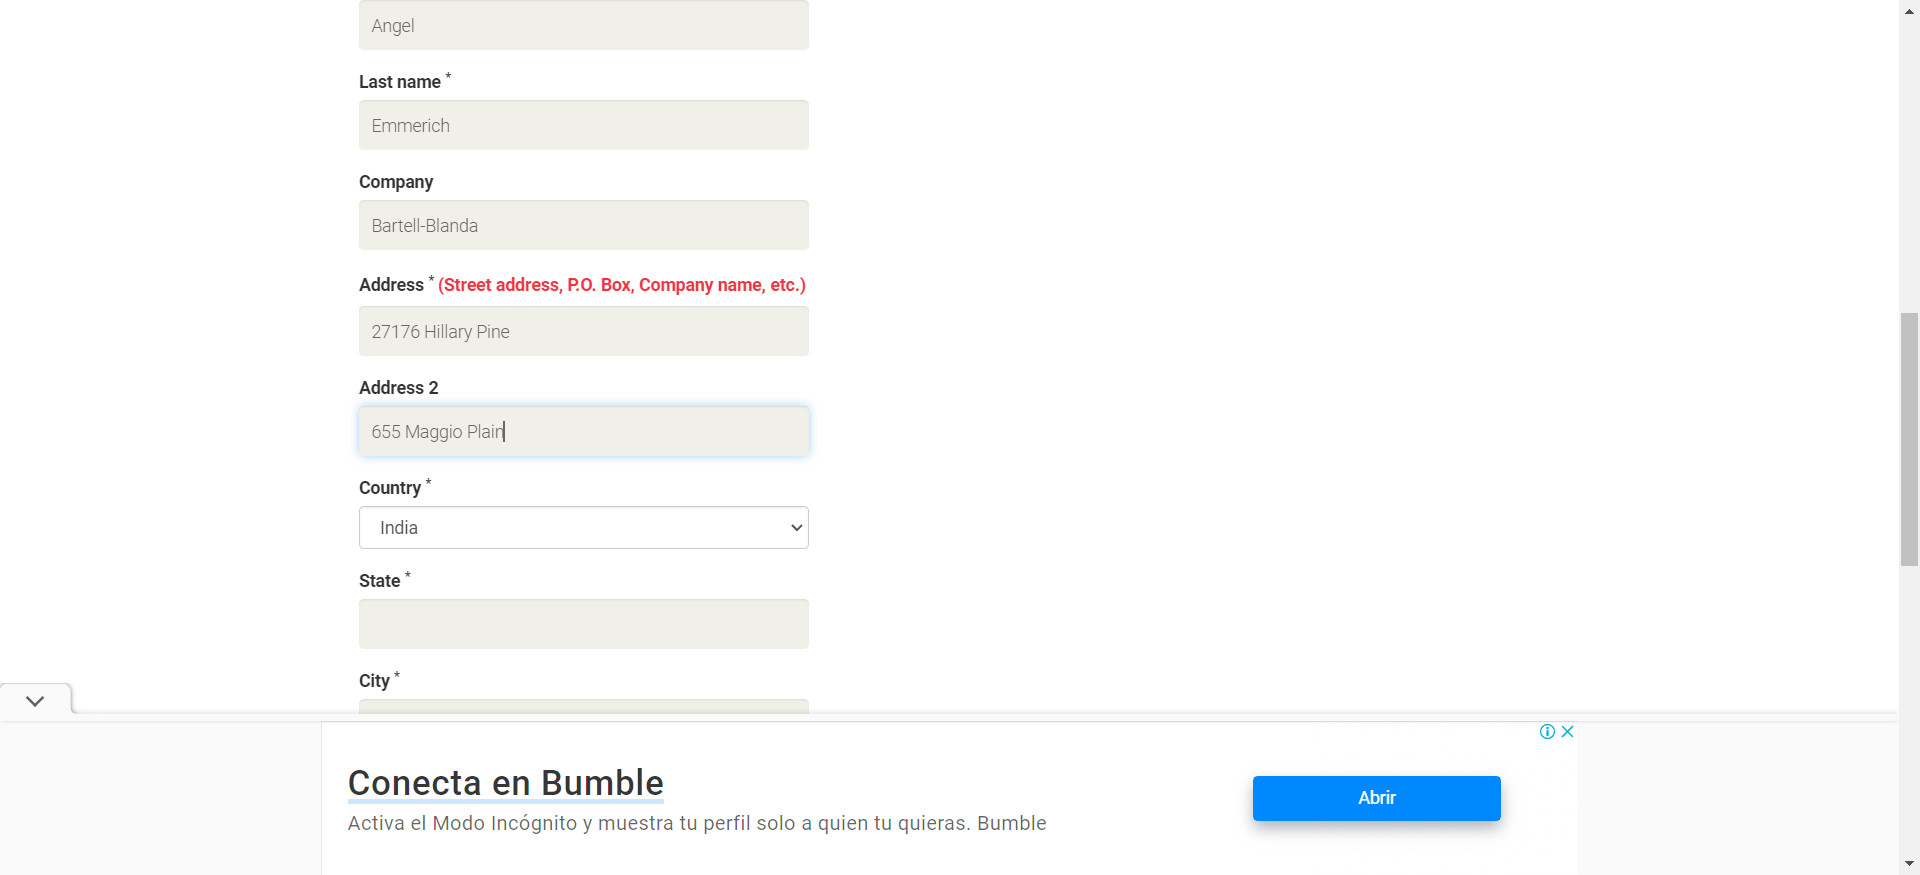 Angel
Last name *
Emmerich
Company
Bartell-Blanda
Address * (Street address, P.O. Box, Company name, etc.)
27176 Hillary Pine
Address 2
655 Maggio Plain
Country *
India
State *
City *
Conecta en Bumble
Activa el Modo Incógnito y muestra tu perfil solo a quien tu quieras. Bumble
Abrir